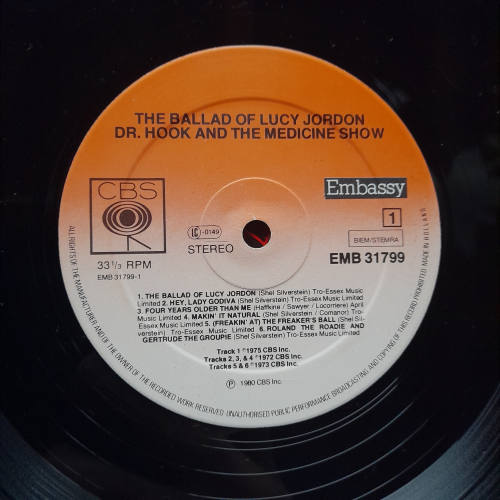 THE BALLAD OF LUCY JORDON
DR. HOOK AND THE MEDICINE SHOW
CBS
Embassy
LC-0149
1
STEREO
BIEM/STEMRA
33 1/3 RPM
EMB 31799
EMB 31799-1
1. THE BALLAD OF LUCY JORDON (Shel Silverstein) Tro-Essex Music
Limited 2. HEY, LADY GODIVA (Shel Silverstein) Tro-Essex Music Limited
3. FOUR YEARS OLDER THAN ME (Haffkine / Sawyer / Locorriere) April
Music Limited 4. MAKIN' IT NATURAL (Shel Silverstein / Comanor) Tro-
Essex Music Limited 5. (FREAKIN' AT) THE FREAKER'S BALL (Shel Sil-
verstein) Tro-Essex Music Limited 6. ROLAND THE ROADIE AND
GERTRUDE THE GROUPIE (Shel Silverstein) Tro-Essex Music Limited
Track 1 ℗1975 CBS Inc.
Tracks 2, 3, & 4 ℗1972 CBS Inc.
Tracks 5 & 6 ℗1973 CBS Inc.
℗ 1980 CBS Inc.
ALL RIGHTS OF THE MANUFACTURER AND OF THE OWNER OF THE RECORDED WORK RESERVED · UNAUTHORISED PUBLIC PERFORMANCE BROADCASTING AND COPYING OF THIS RECORD PROHIBITED · MADE IN HOLLAND